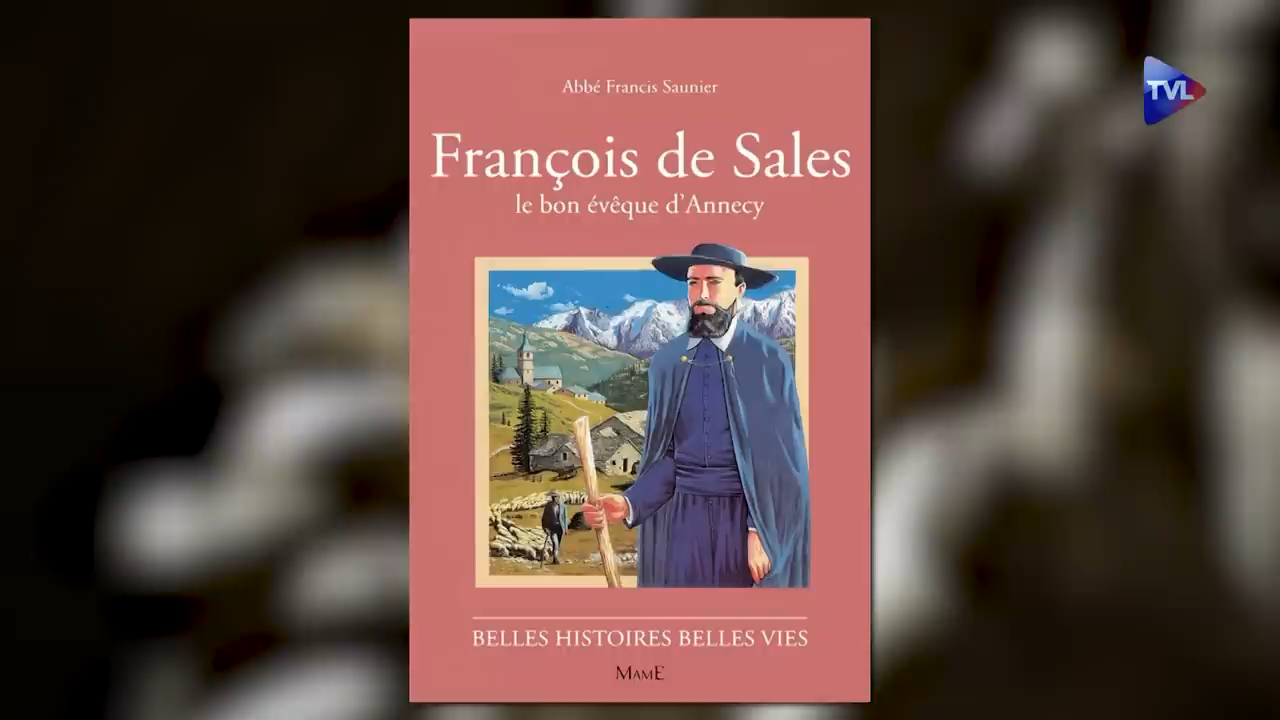 Abbé Francis Saunier
TVL
François de Sales
le bon évêque d'Annecy
BELLES HISTOIRES BELLES VIES
MAME